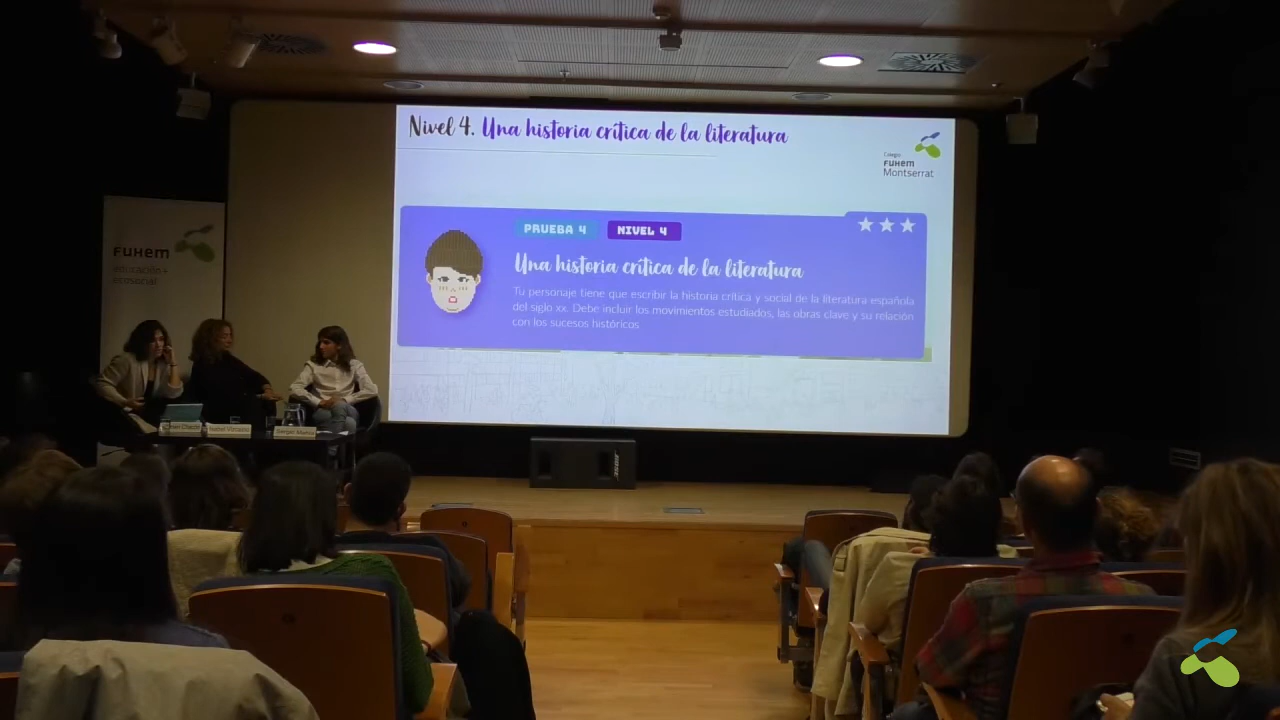 Nivel 4. Una historia crítica de la literatura
Colegio
FUHEM
Montserrat
PRUEBA 4
NIVEL 4
Una historia crítica de la literatura
Tu personaje tiene que escribir la historia crítica y social de la literatura española
del siglo XX. Debe incluir los movimientos estudiados, las obras clave y su relación
con los sucesos históricos
FUHEM
educación+
ecosocial
BOSE